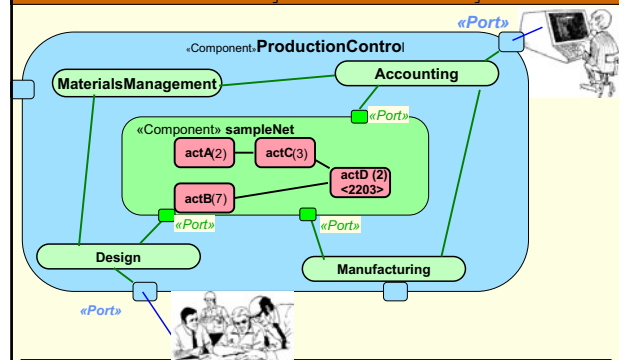 «Port»
«Component»ProductionControl
MaterialsManagement
Accounting
«Port»
«Component» sampleNet
actA(2)
actC(3)
actD (2)
<2203>
actB(7)
«Port»
«Port»
Design
Manufacturing
«Port»